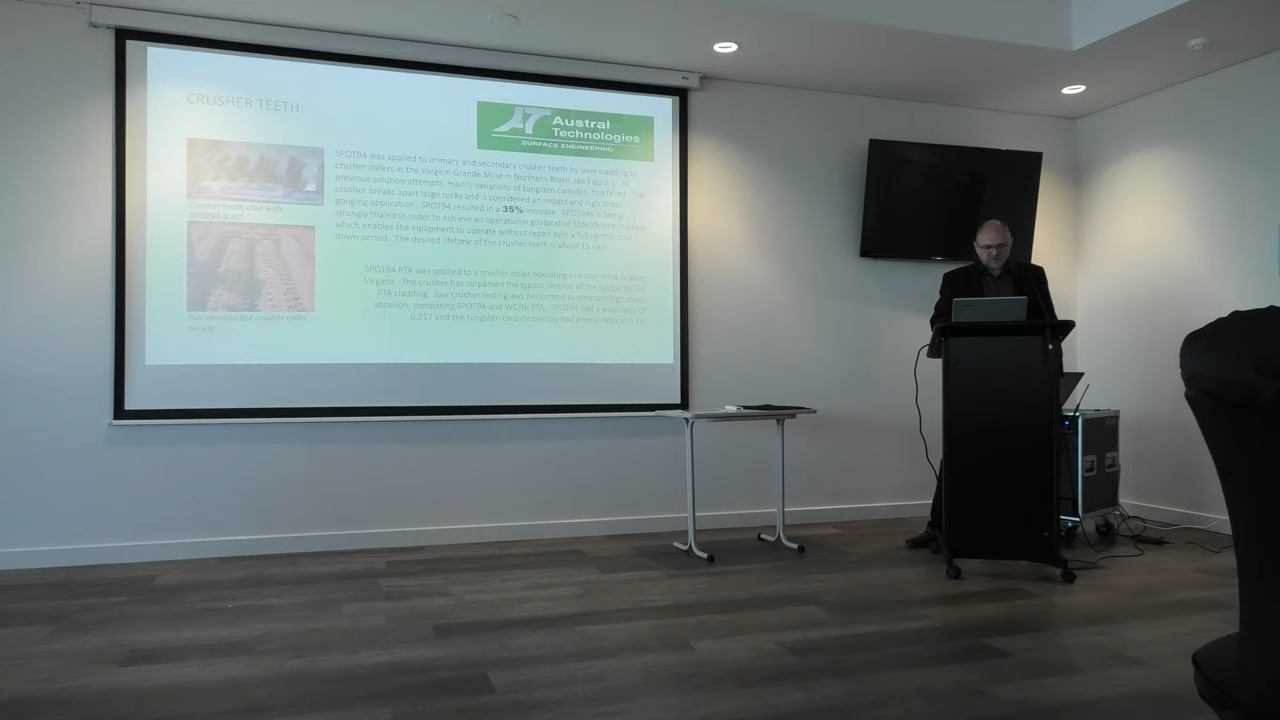 CRUSHER TEETH:
Austral
Technologies
SURFACE ENGINEERING
SPOT94 was applied to primary and secondary crusher teeth by laser cladding to
crusher rollers in the Vargem Grande Mine in Northern Brazil, see Figure 1. All
previous solution attempts, mainly variations of tungsten carbides, had failed. The
crusher breaks apart large rocks and is considered an impact and high stress
gouging application. SPOT94 resulted in a 35% increase. SPOT94X is being
strongly trialed in order to achieve an operational goalpost of 55% lifetime increase
which enables the equipment to operate without repair over a full normal shut
down period. The desired lifetime of the crusher teeth is about 15 days.
Crusher teeth clad with
SPOT94 & HZ
SPOT94 PTA was applied to a crusher roller operating in a coal mine in West
Virginia. The crusher has surpassed the typical lifetime of the typical WC/Ni
PTA cladding. Jaw crusher testing was performed to measure high stress
abrasion, comparing SPOT94 and WC/Ni PTA. SPOT94 had a wear ratio of
0.217 and the tungsten carbide overlay had a wear ratio of 0.23.
Full constructed crusher roller
on site